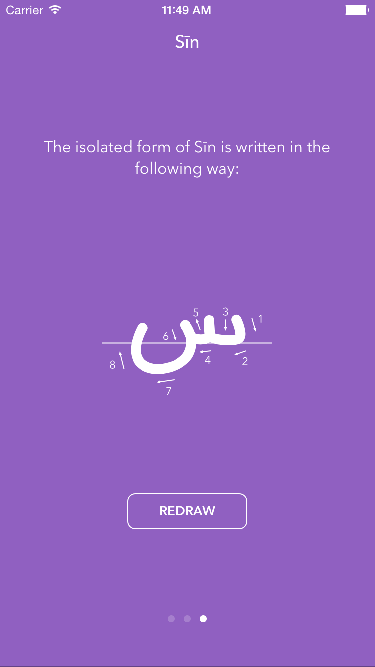 Carrier 11:49 AM
Sīn
The isolated form of Sīn is written in the
following way:
س
5 3 1
6
8 4 2
7
REDRAW